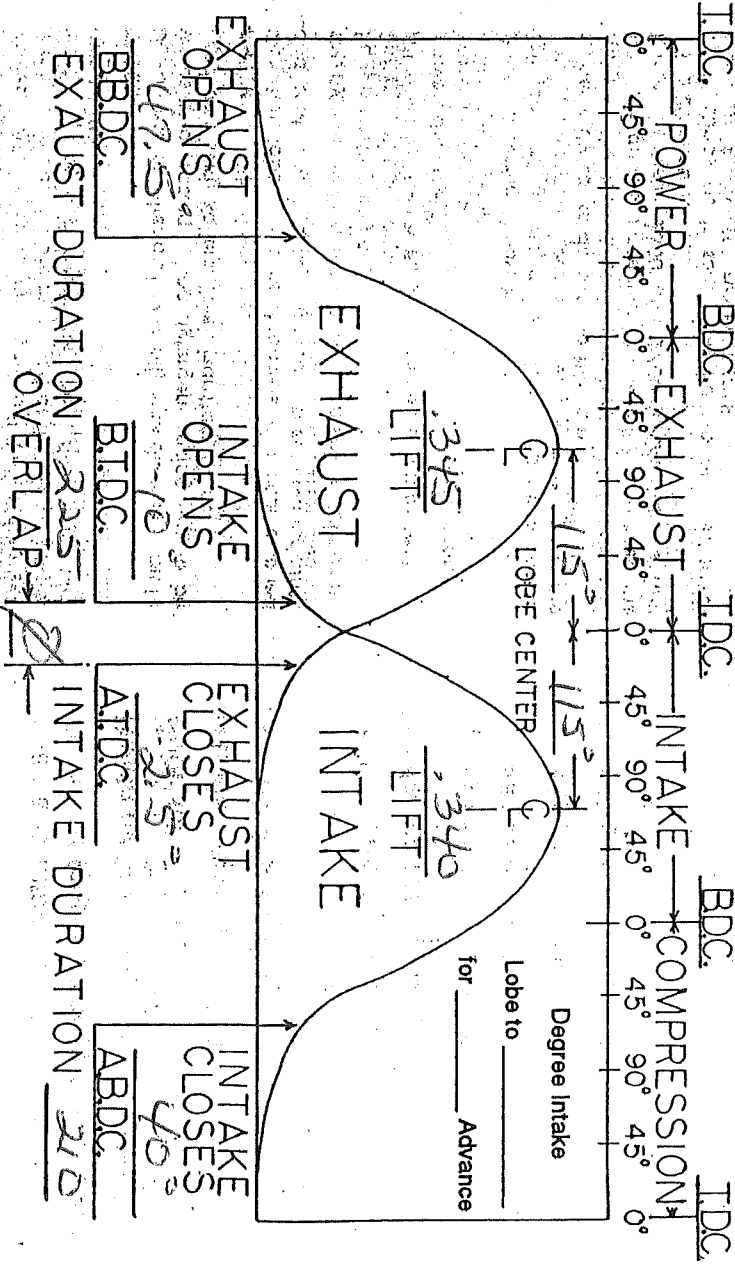 T.D.C. B.D.C. T.D.C. B.D.C. T.D.C.
POWER EXHAUST INTAKE COMPRESSION
0° 45° 90° 45° 0° 45° 90° 45° 0° 45° 90° 45° 0° 45° 90° 45° 0°
115° 115°
LOBE CENTER
Degree Intake
Lobe to
for Advance
.345
LIFT
EXHAUST
.340
LIFT
INTAKE
EXHAUST
OPENS
47.5°
B.B.D.C.
INTAKE
OPENS
-10°
B.T.D.C.
EXHAUST
CLOSES
-2.5°
A.T.D.C.
INTAKE
CLOSES
40°
A.B.D.C.
EXAUST DURATION 225
OVERLAP
Ø
INTAKE DURATION 210